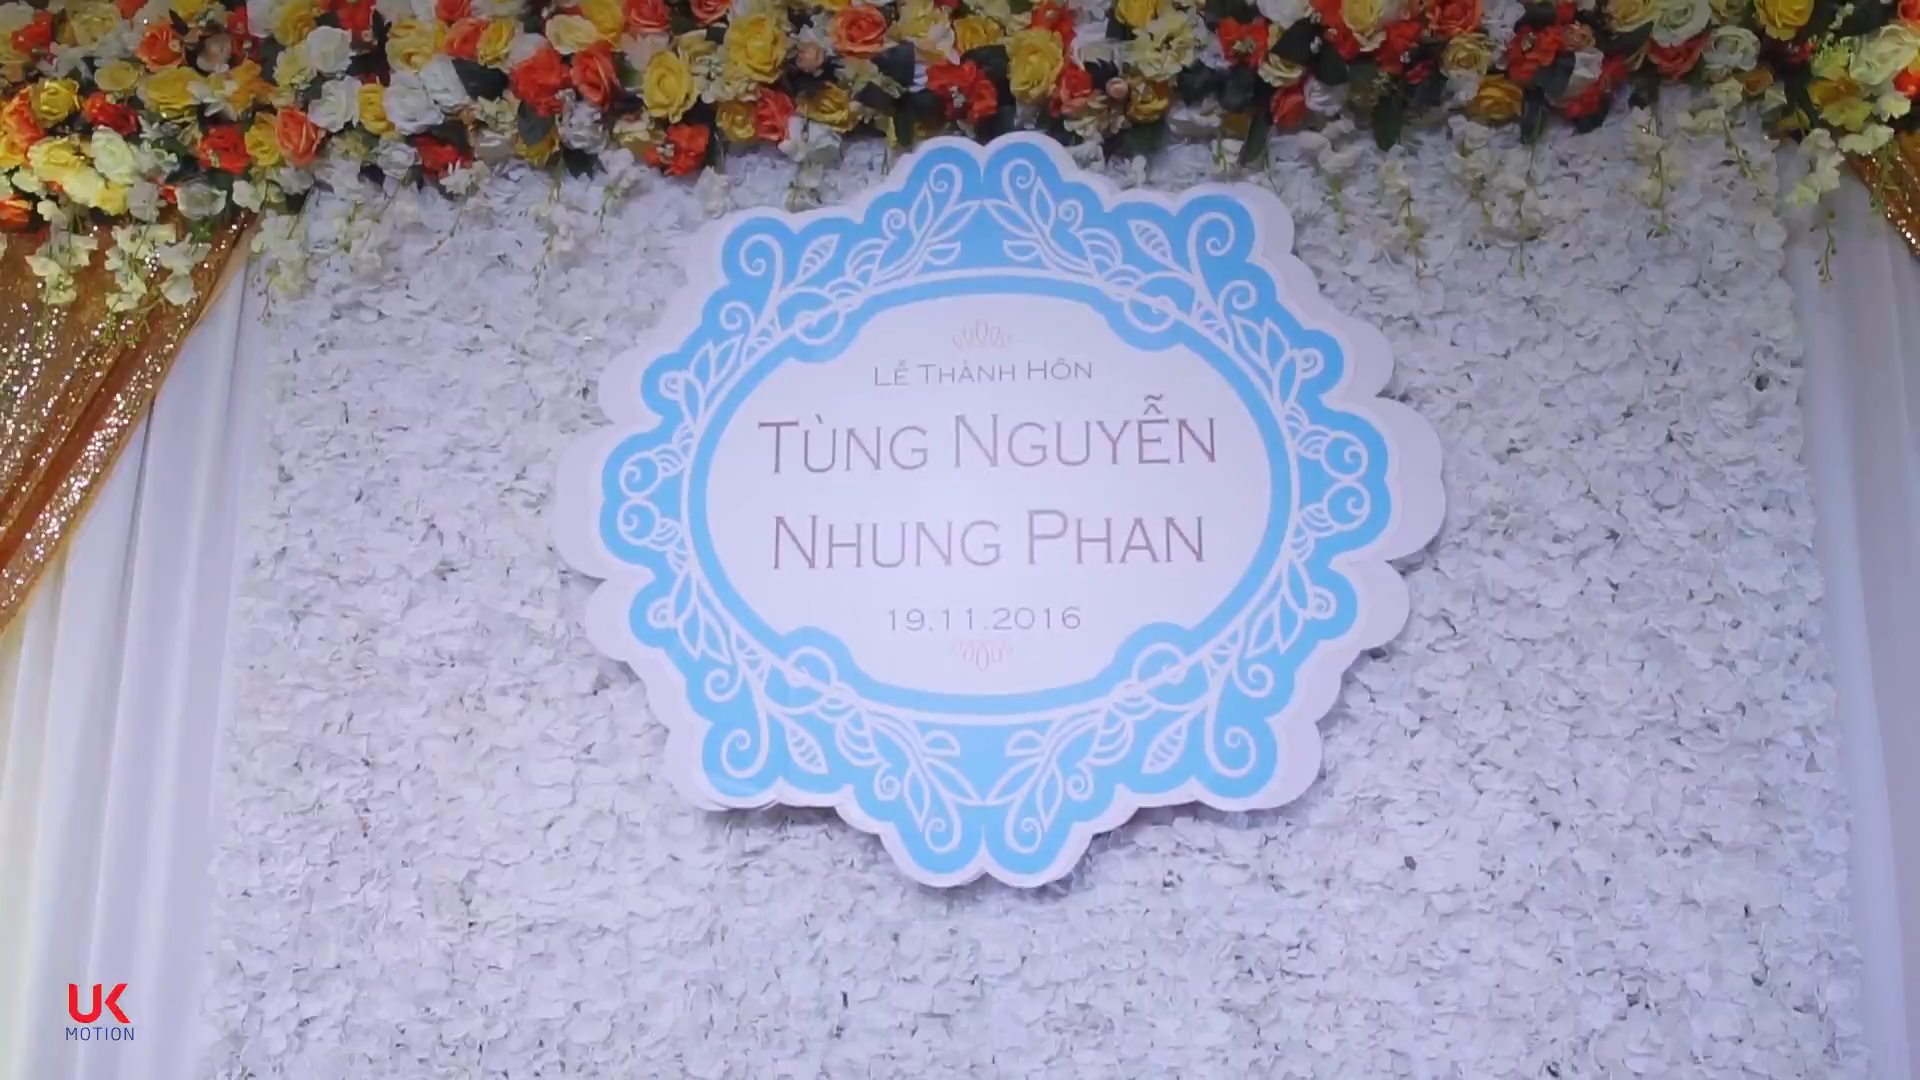 LỄ THÀNH HÔN
TÙNG NGUYỄN
NHUNG PHAN
19.11.2016
UK
MOTION